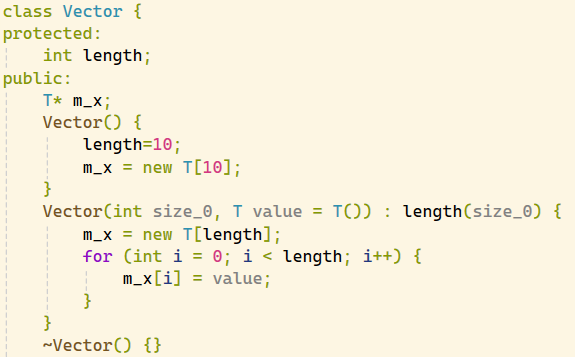 class Vector {
protected:
    int length;
public:
    T* m_x;
    Vector() {
        length=10;
        m_x = new T[10];
    }
    Vector(int size_0, T value = T()) : length(size_0) {
        m_x = new T[length];
        for (int i = 0; i < length; i++) {
            m_x[i] = value;
        }
    }
    ~Vector() {}